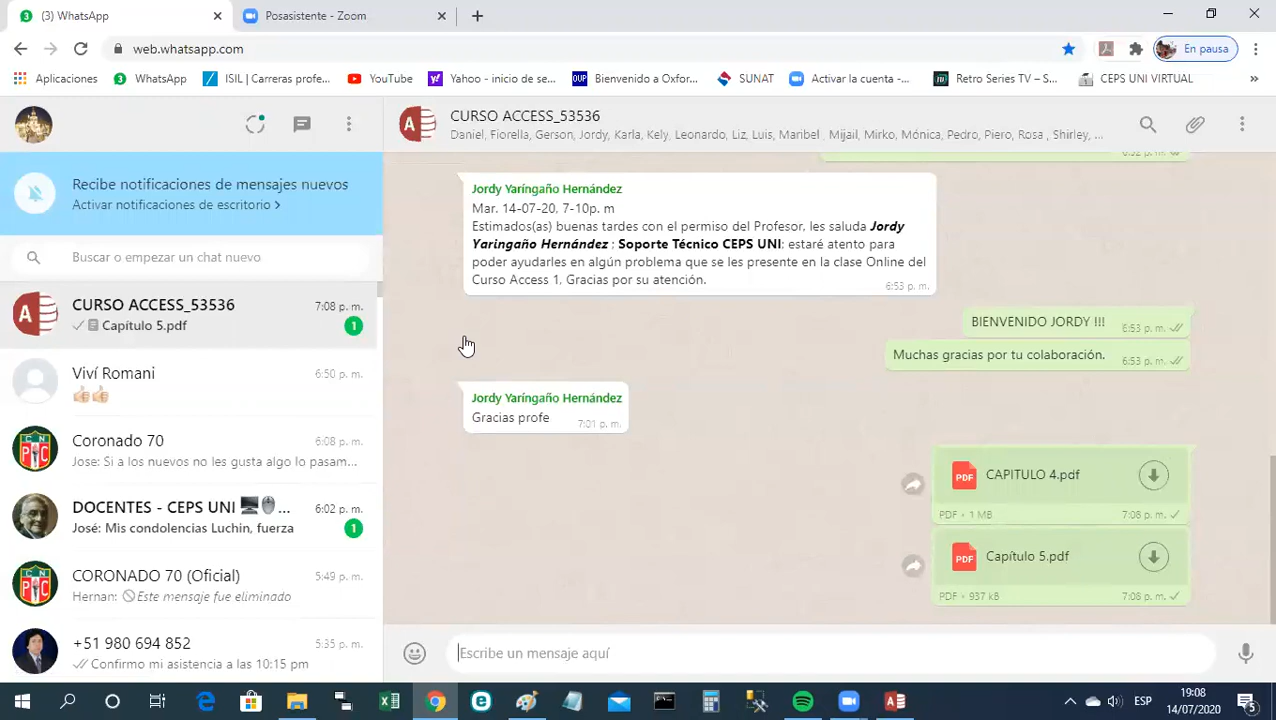 (3) WhatsApp
Posasistente - Zoom
web.whatsapp.com
En pausa
Aplicaciones
WhatsApp
ISIL | Carreras profe...
YouTube
Yahoo - inicio de se...
OUP
Bienvenido a Oxfor...
SUNAT
Activar la cuenta -...
Retro Series TV – S...
CEPS UNI VIRTUAL
CURSO ACCESS_53536
Daniel, Fiorella, Gerson, Jordy, Karla, Kely, Leonardo, Liz, Luis, Maribel , Mijail, Mirko, Mónica, Pedro, Piero, Rosa , Shirley, ...
Recibe notificaciones de mensajes nuevos
Activar notificaciones de escritorio
Buscar o empezar un chat nuevo
CURSO ACCESS_53536
7:08 p. m.
Capítulo 5.pdf
1
Viví Romani
6:50 p. m.
Coronado 70
6:08 p. m.
Jose: Si a los nuevos no les gusta algo lo pasam...
DOCENTES - CEPS UNI ...
6:02 p. m.
José: Mis condolencias Luchin, fuerza
1
CORONADO 70 (Oficial)
5:49 p. m.
Hernan: Este mensaje fue eliminado
+51 980 694 852
5:35 p. m.
Confirmo mi asistencia a las 10:15 pm
6:52 p. m.
Jordy Yaríngaño Hernández
Mar. 14-07-20, 7-10p. m
Estimados(as) buenas tardes con el permiso del Profesor, les saluda Jordy
Yaringaño Hernández ; Soporte Técnico CEPS UNI: estaré atento para
poder ayudarles en algún problema que se les presente en la clase Online del
Curso Access 1, Gracias por su atención.
6:53 p. m.
BIENVENIDO JORDY !!!
6:53 p. m.
Muchas gracias por tu colaboración.
6:53 p. m.
Jordy Yaríngaño Hernández
Gracias profe
7:01 p. m.
PDF
CAPITULO 4.pdf
PDF • 1 MB
7:08 p. m.
PDF
Capítulo 5.pdf
PDF • 937 kB
7:08 p. m.
Escribe un mensaje aquí
ESP
19:08
14/07/2020
5